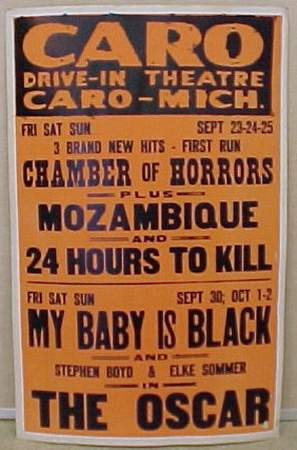 CARO
DRIVE-IN THEATRE
CARO-MICH.
FRI SAT SUN SEPT 23-24-25
3 BRAND NEW HITS - FIRST RUN
CHAMBER OF HORRORS
PLUS
MOZAMBIQUE
AND
24 HOURS TO KILL
FRI SAT SUN SEPT 30; OCT 1-2
MY BABY IS BLACK
AND
STEPHEN BOYD & ELKE SOMMER
IN
THE OSCAR